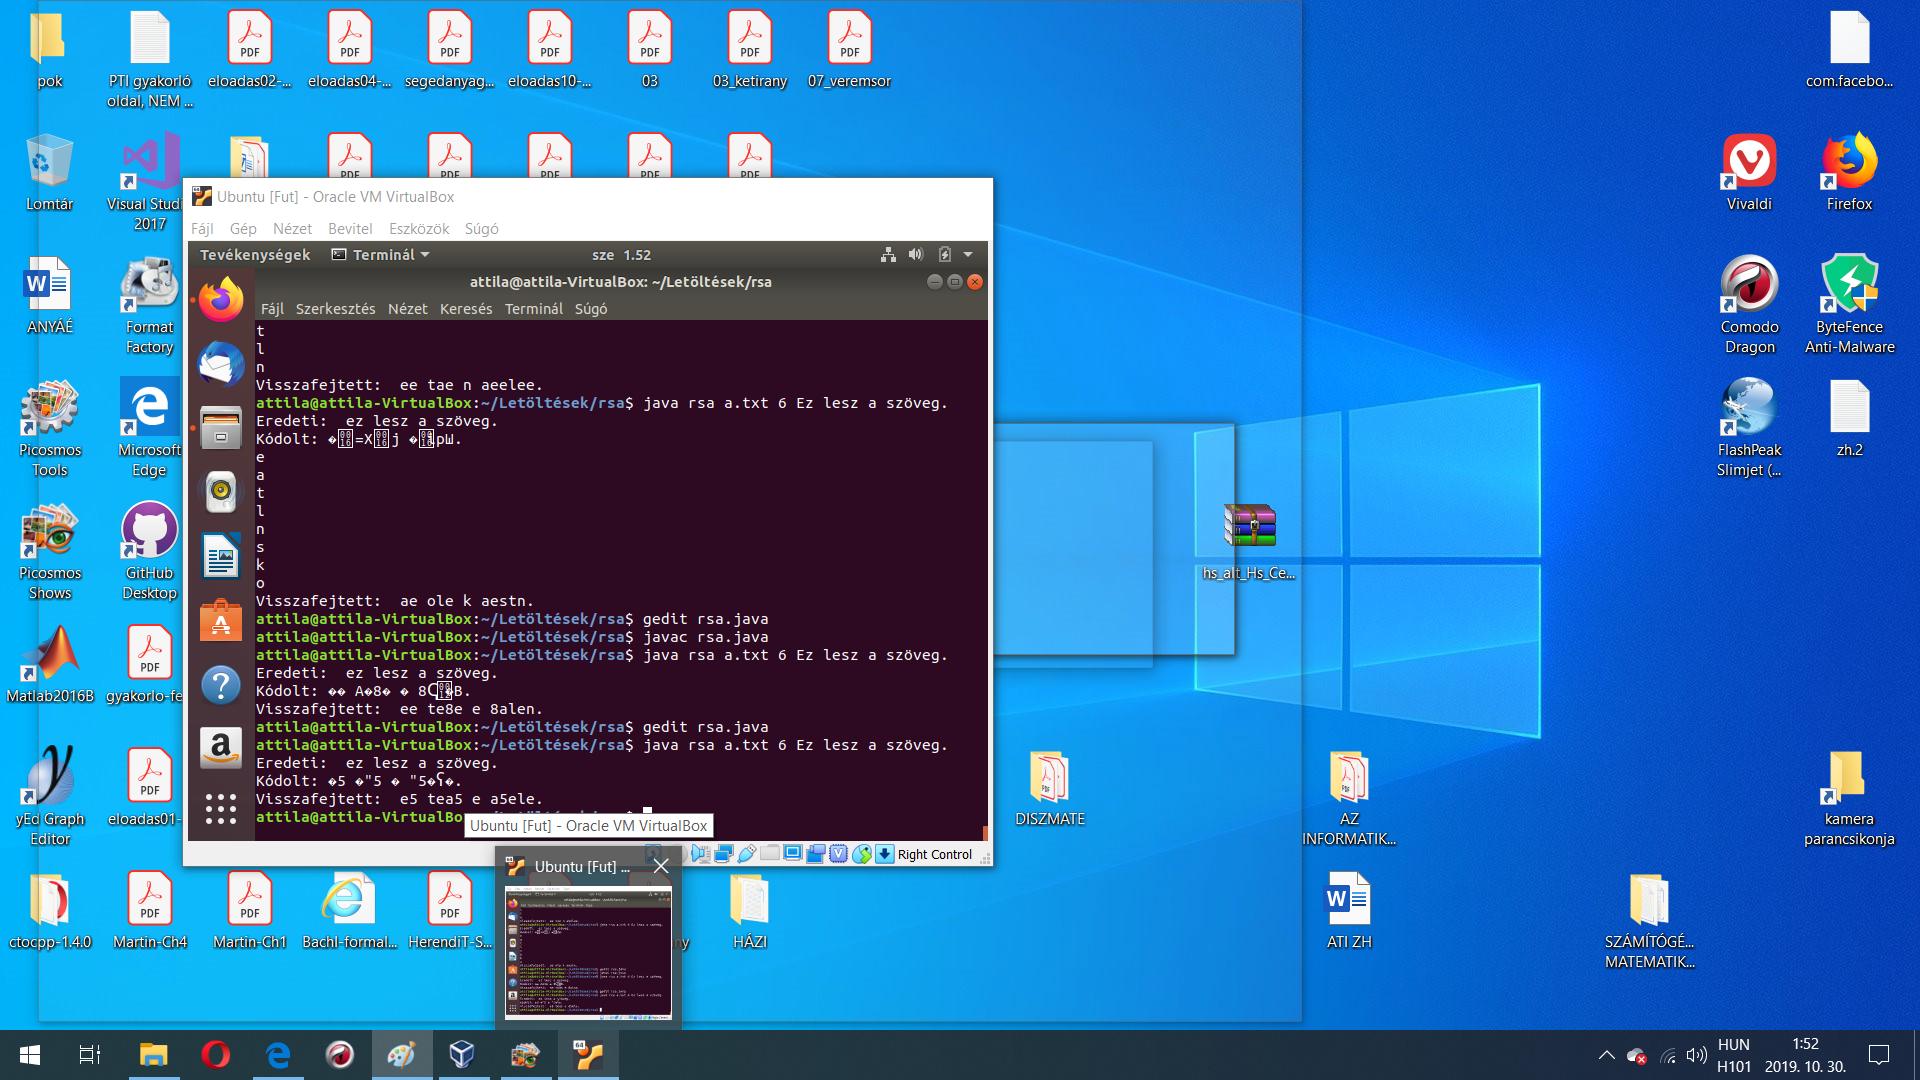 pok
PTI gyakorló
oldal, NEM ...
eloadas02-...
eloadas04-...
segedanyag...
eloadas10-...
03
03_ketirany
07_veremsor
com.facebo...
Lomtár
Visual Studi
2017
Vivaldi
Firefox
Ubuntu [Fut] - Oracle VM VirtualBox
Fájl Gép Nézet Bevitel Eszközök Súgó
Tevékenységek Terminál sze 1.52
attila@attila-VirtualBox: ~/Letöltések/rsa
Fájl Szerkesztés Nézet Keresés Terminál Súgó
t
l
n
Visszafejtett:  ee tae n aeelee.
attila@attila-VirtualBox:~/Letöltések/rsa$ java rsa a.txt 6 Ez lesz a szöveg.
Eredeti:  ez lesz a szöveg.
Kódolt:
e
a
t
l
n
s
k
o
Visszafejtett:  ae ole k aestn.
attila@attila-VirtualBox:~/Letöltések/rsa$ gedit rsa.java
attila@attila-VirtualBox:~/Letöltések/rsa$ javac rsa.java
attila@attila-VirtualBox:~/Letöltések/rsa$ java rsa a.txt 6 Ez lesz a szöveg.
Eredeti:  ez lesz a szöveg.
Kódolt:
Visszafejtett:  ee te8e e 8alen.
attila@attila-VirtualBox:~/Letöltések/rsa$ gedit rsa.java
attila@attila-VirtualBox:~/Letöltések/rsa$ java rsa a.txt 6 Ez lesz a szöveg.
Eredeti:  ez lesz a szöveg.
Kódolt: �5 �"5 � "5�ʕ�.
Visszafejtett:  e5 tea5 e a5ele.
attila@attila-VirtualBox
Ubuntu [Fut] - Oracle VM VirtualBox
Right Control
Ubuntu [Fut] ...
ANYÁÉ
Format
Factory
Comodo
Dragon
ByteFence
Anti-Malware
Picosmos
Tools
Microsoft
Edge
FlashPeak
Slimjet (...
zh.2
Picosmos
Shows
GitHub
Desktop
hs_alt_Hs_Ce...
Matlab2016B
gyakorlo-fe
yEd Graph
Editor
eloadas01-
DISZMATE
AZ
INFORMATIK...
kamera
parancsikonja
ctocpp-1.4.0
Martin-Ch4
Martin-Ch1
Bachl-formal...
HerendiT-S...
HÁZI
ATI ZH
SZÁMÍTÓGÉ...
MATEMATIK...
HUN
H101
1:52
2019. 10. 30.